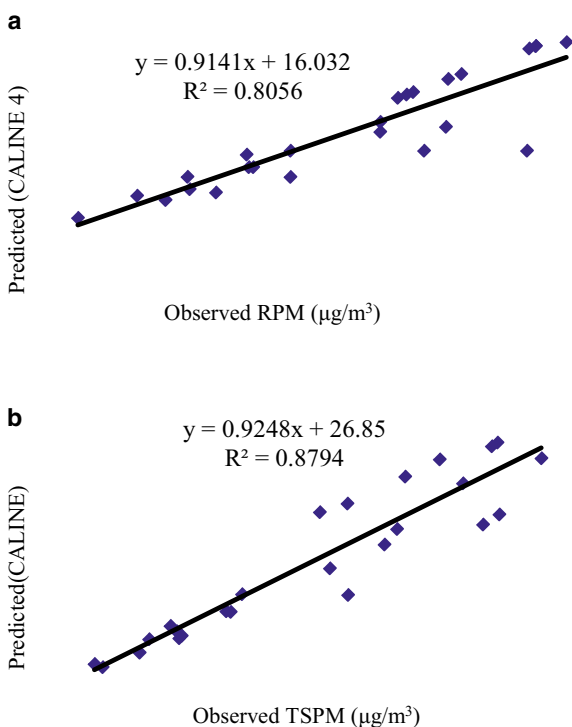 a
y = 0.9141x + 16.032
R² = 0.8056
Predicted (CALINE 4)
Observed RPM (µg/m³)
b
y = 0.9248x + 26.85
R² = 0.8794
Predicted(CALINE)
Observed TSPM (µg/m³)